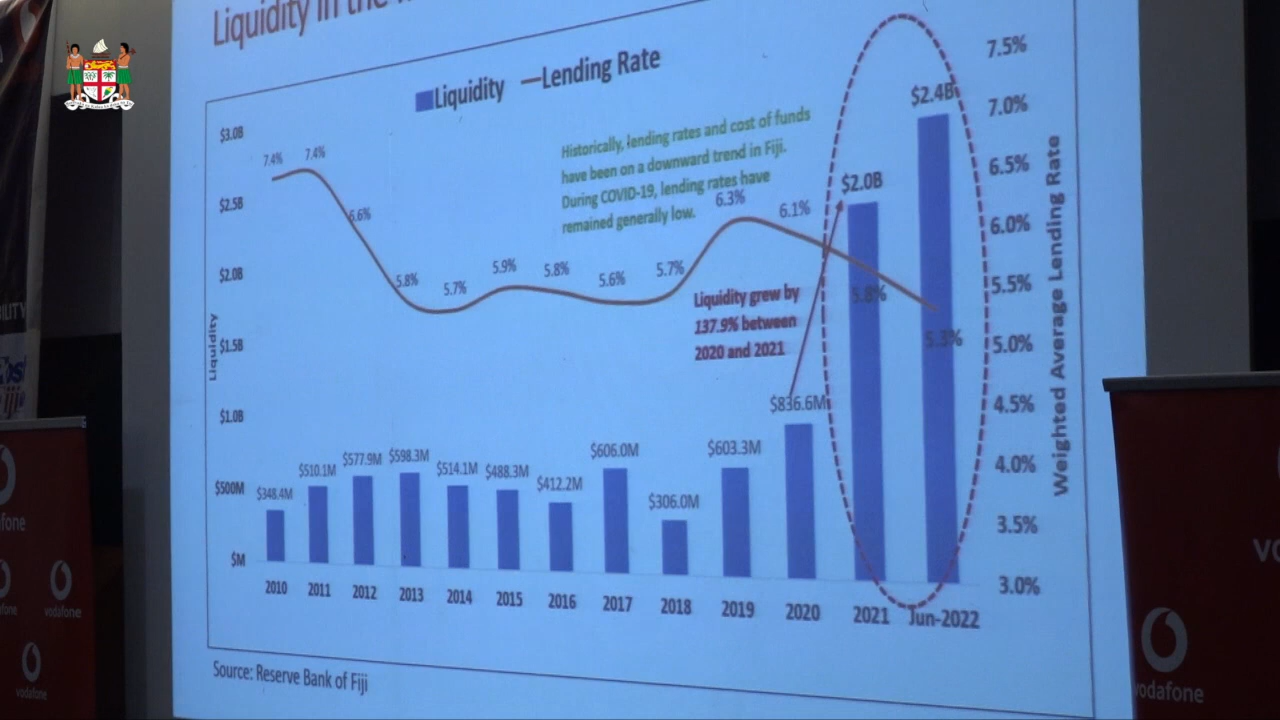 Liquidity in the
Liquidity
Lending Rate
Historically, lending rates and cost of funds
have been on a downward trend in Fiji.
During COVID-19, lending rates have
remained generally low.
Liquidity grew by
137.9% between
2020 and 2021
Liquidity
$3.0B
$2.5B
$2.0B
$1.5B
$1.0B
$500M
$M
7.4%
7.4%
6.6%
5.8%
5.7%
5.9%
5.8%
5.6%
5.7%
6.3%
6.1%
5.8%
5.3%
$348.4M
$510.1M
$577.9M
$598.3M
$514.1M
$488.3M
$412.2M
$606.0M
$306.0M
$603.3M
$836.6M
$2.0B
$2.4B
2010
2011
2012
2013
2014
2015
2016
2017
2018
2019
2020
2021
Jun-2022
7.5%
7.0%
6.5%
6.0%
5.5%
5.0%
4.5%
4.0%
3.5%
3.0%
Weighted Average Lending Rate
Source: Reserve Bank of Fiji
vodafone
vodafone
vodafone